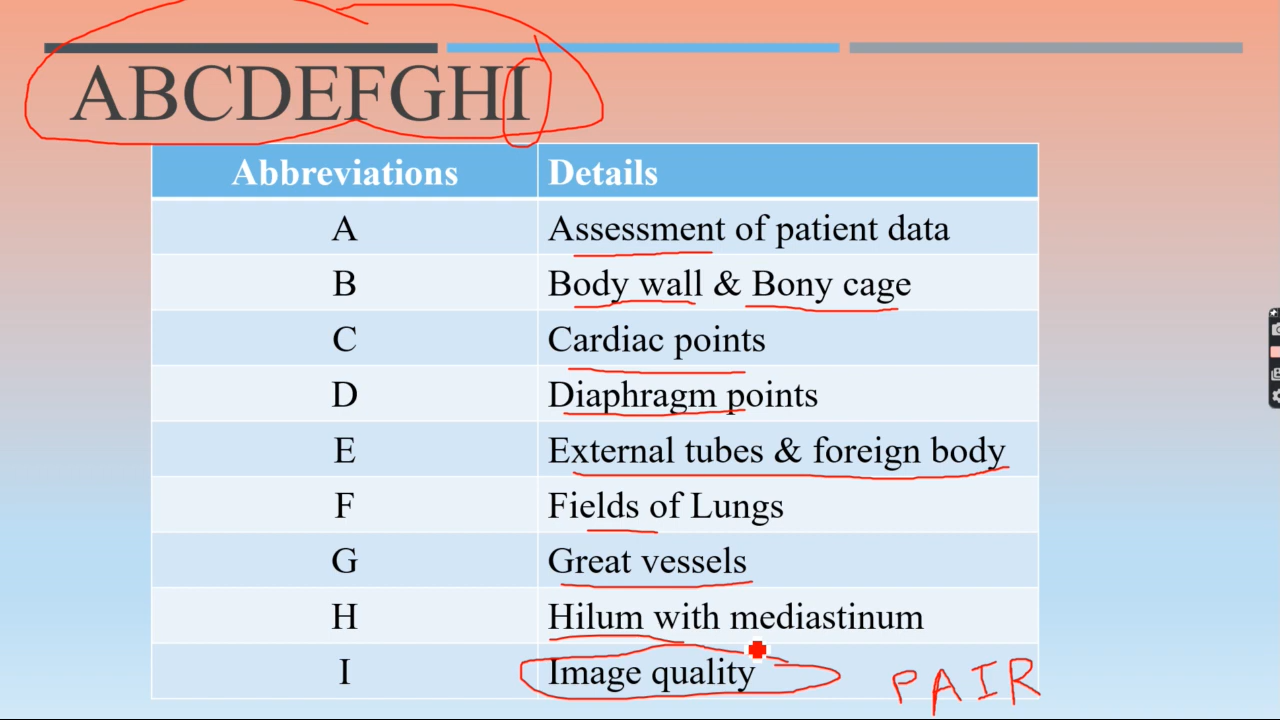 ABCDEFGHI
Abbreviations Details
A Assessment of patient data
B Body wall & Bony cage
C Cardiac points
D Diaphragm points
E External tubes & foreign body
F Fields of Lungs
G Great vessels
H Hilum with mediastinum
I Image quality
PAIR